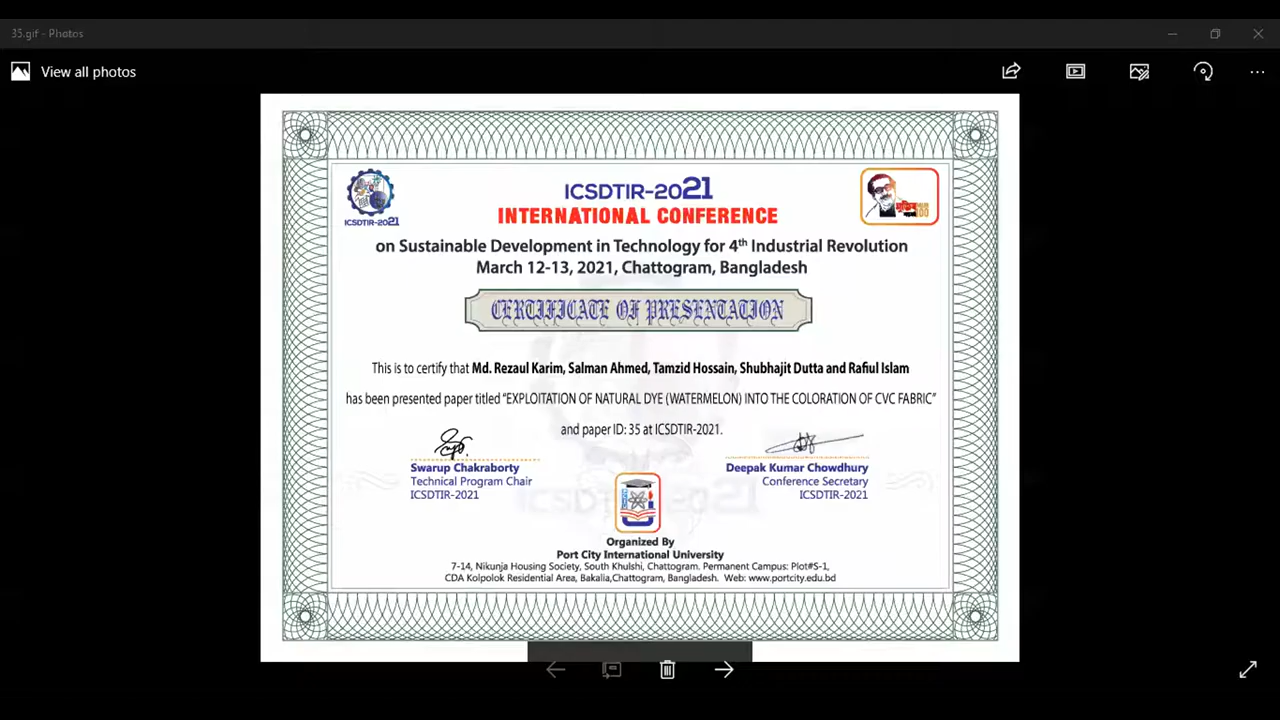 35.gif - Photos
View all photos
ICSDTIR-2021
ICSDTIR-2021
INTERNATIONAL CONFERENCE
on Sustainable Development in Technology for 4th Industrial Revolution
March 12-13, 2021, Chattogram, Bangladesh
CERTIFICATE OF PRESENTATION
This is to certify that Md. Rezaul Karim, Salman Ahmed, Tamzid Hossain, Shubhajit Dutta and Rafiul Islam
has been presented paper titled “EXPLOITATION OF NATURAL DYE (WATERMELON) INTO THE COLORATION OF CVC FABRIC”
and paper ID: 35 at ICSDTIR-2021.
Swarup Chakraborty
Technical Program Chair
ICSDTIR-2021
Deepak Kumar Chowdhury
Conference Secretary
ICSDTIR-2021
Organized By
Port City International University
7-14, Nikunja Housing Society, South Khulshi, Chattogram. Permanent Campus: Plot#S-1,
CDA Kolpolok Residential Area, Bakalia,Chattogram, Bangladesh. Web: www.portcity.edu.bd